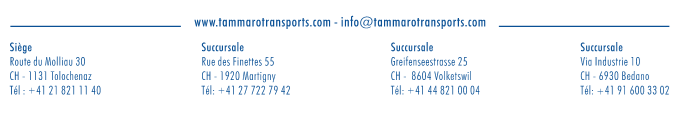 www.tammarotransports.com - info@tammarotransports.com
Siège
Route du Molliau 30
CH - 1131 Tolochenaz
Tél : +41 21 821 11 40
Succursale
Rue des Finettes 55
CH - 1920 Martigny
Tél: +41 27 722 79 42
Succursale
Greifenseestrasse 25
CH - 8604 Volketswil
Tél: +41 44 821 00 04
Succursale
Via Industrie 10
CH - 6930 Bedano
Tél: +41 91 600 33 02